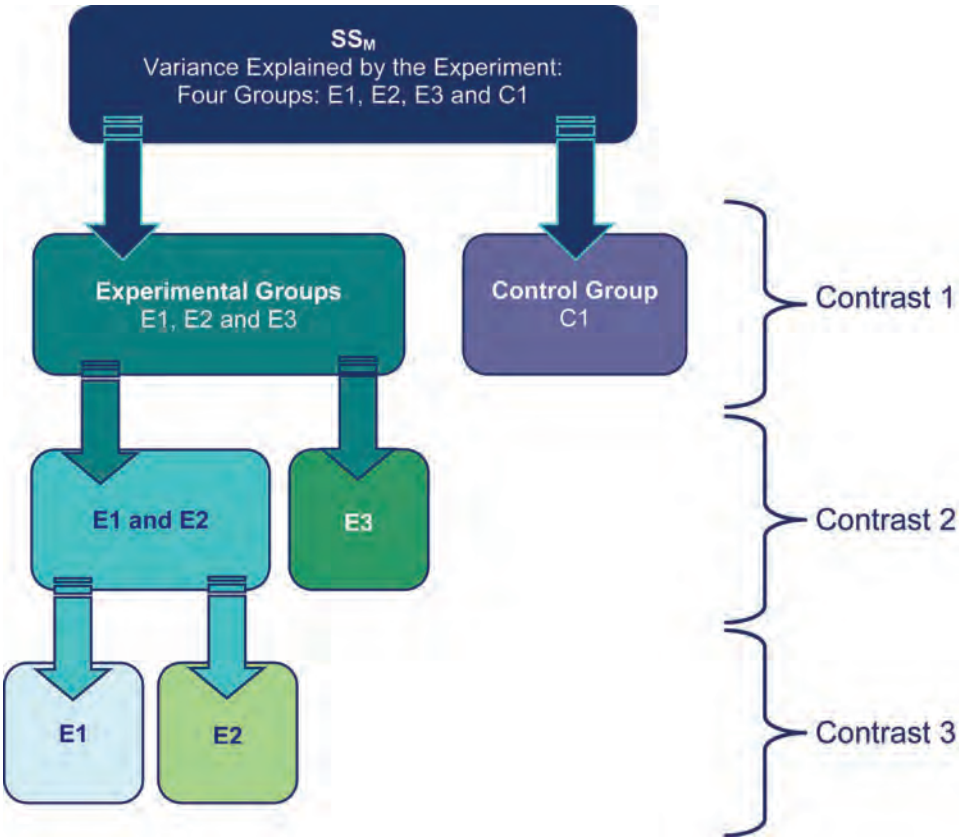 SSM
Variance Explained by the Experiment:
Four Groups: E1, E2, E3 and C1
Experimental Groups
E1, E2 and E3
Control Group
C1
Contrast 1
E1 and E2
E3
Contrast 2
E1
E2
Contrast 3